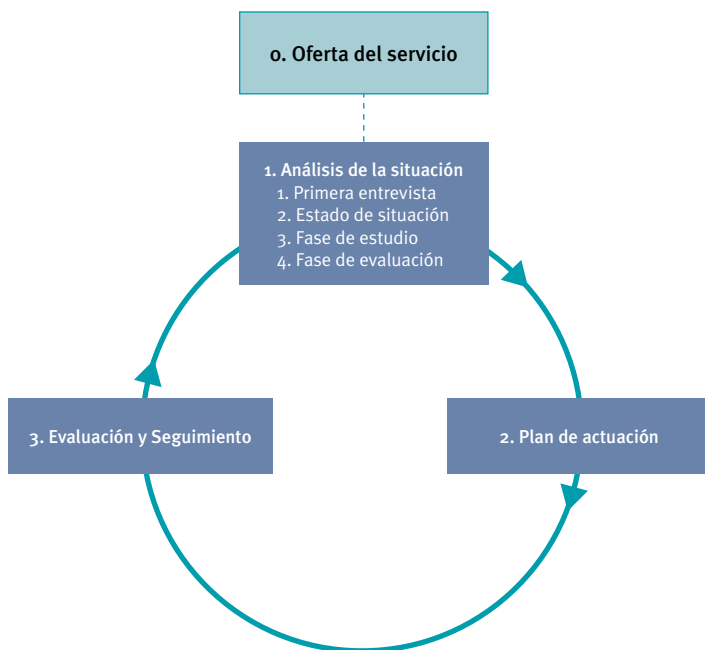 0. Oferta del servicio
1. Análisis de la situación
1. Primera entrevista
2. Estado de situación
3. Fase de estudio
4. Fase de evaluación
3. Evaluación y Seguimiento
2. Plan de actuación